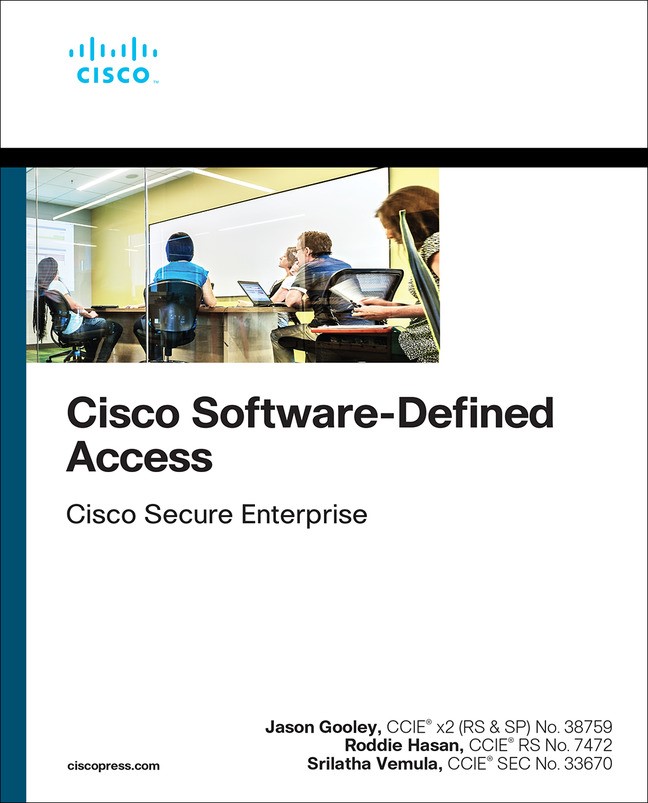 CISCO™
Cisco Software-Defined
Access
Cisco Secure Enterprise
Jason Gooley, CCIE® x2 (RS & SP) No. 38759
Roddie Hasan, CCIE® RS No. 7472
Srilatha Vemula, CCIE® SEC No. 33670
ciscopress.com